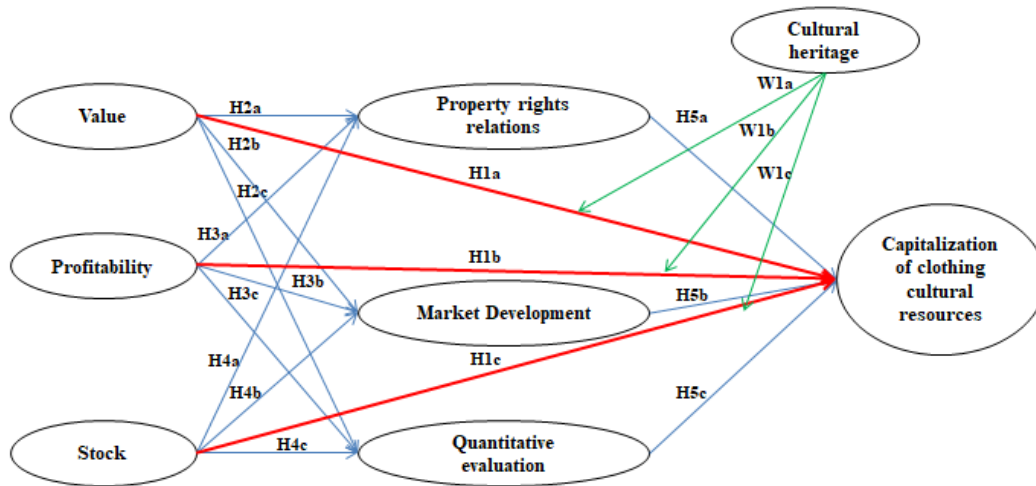 Cultural
heritage
W1a
Value
H2a
Property rights
relations
H5a
W1b
H2b
H1a
W1c
H2c
H3a
Profitability
H1b
Capitalization
of clothing
cultural
resources
H3c
H3b
Market Development
H5b
H4a
H1c
H4b
H5c
Stock
H4c
Quantitative
evaluation